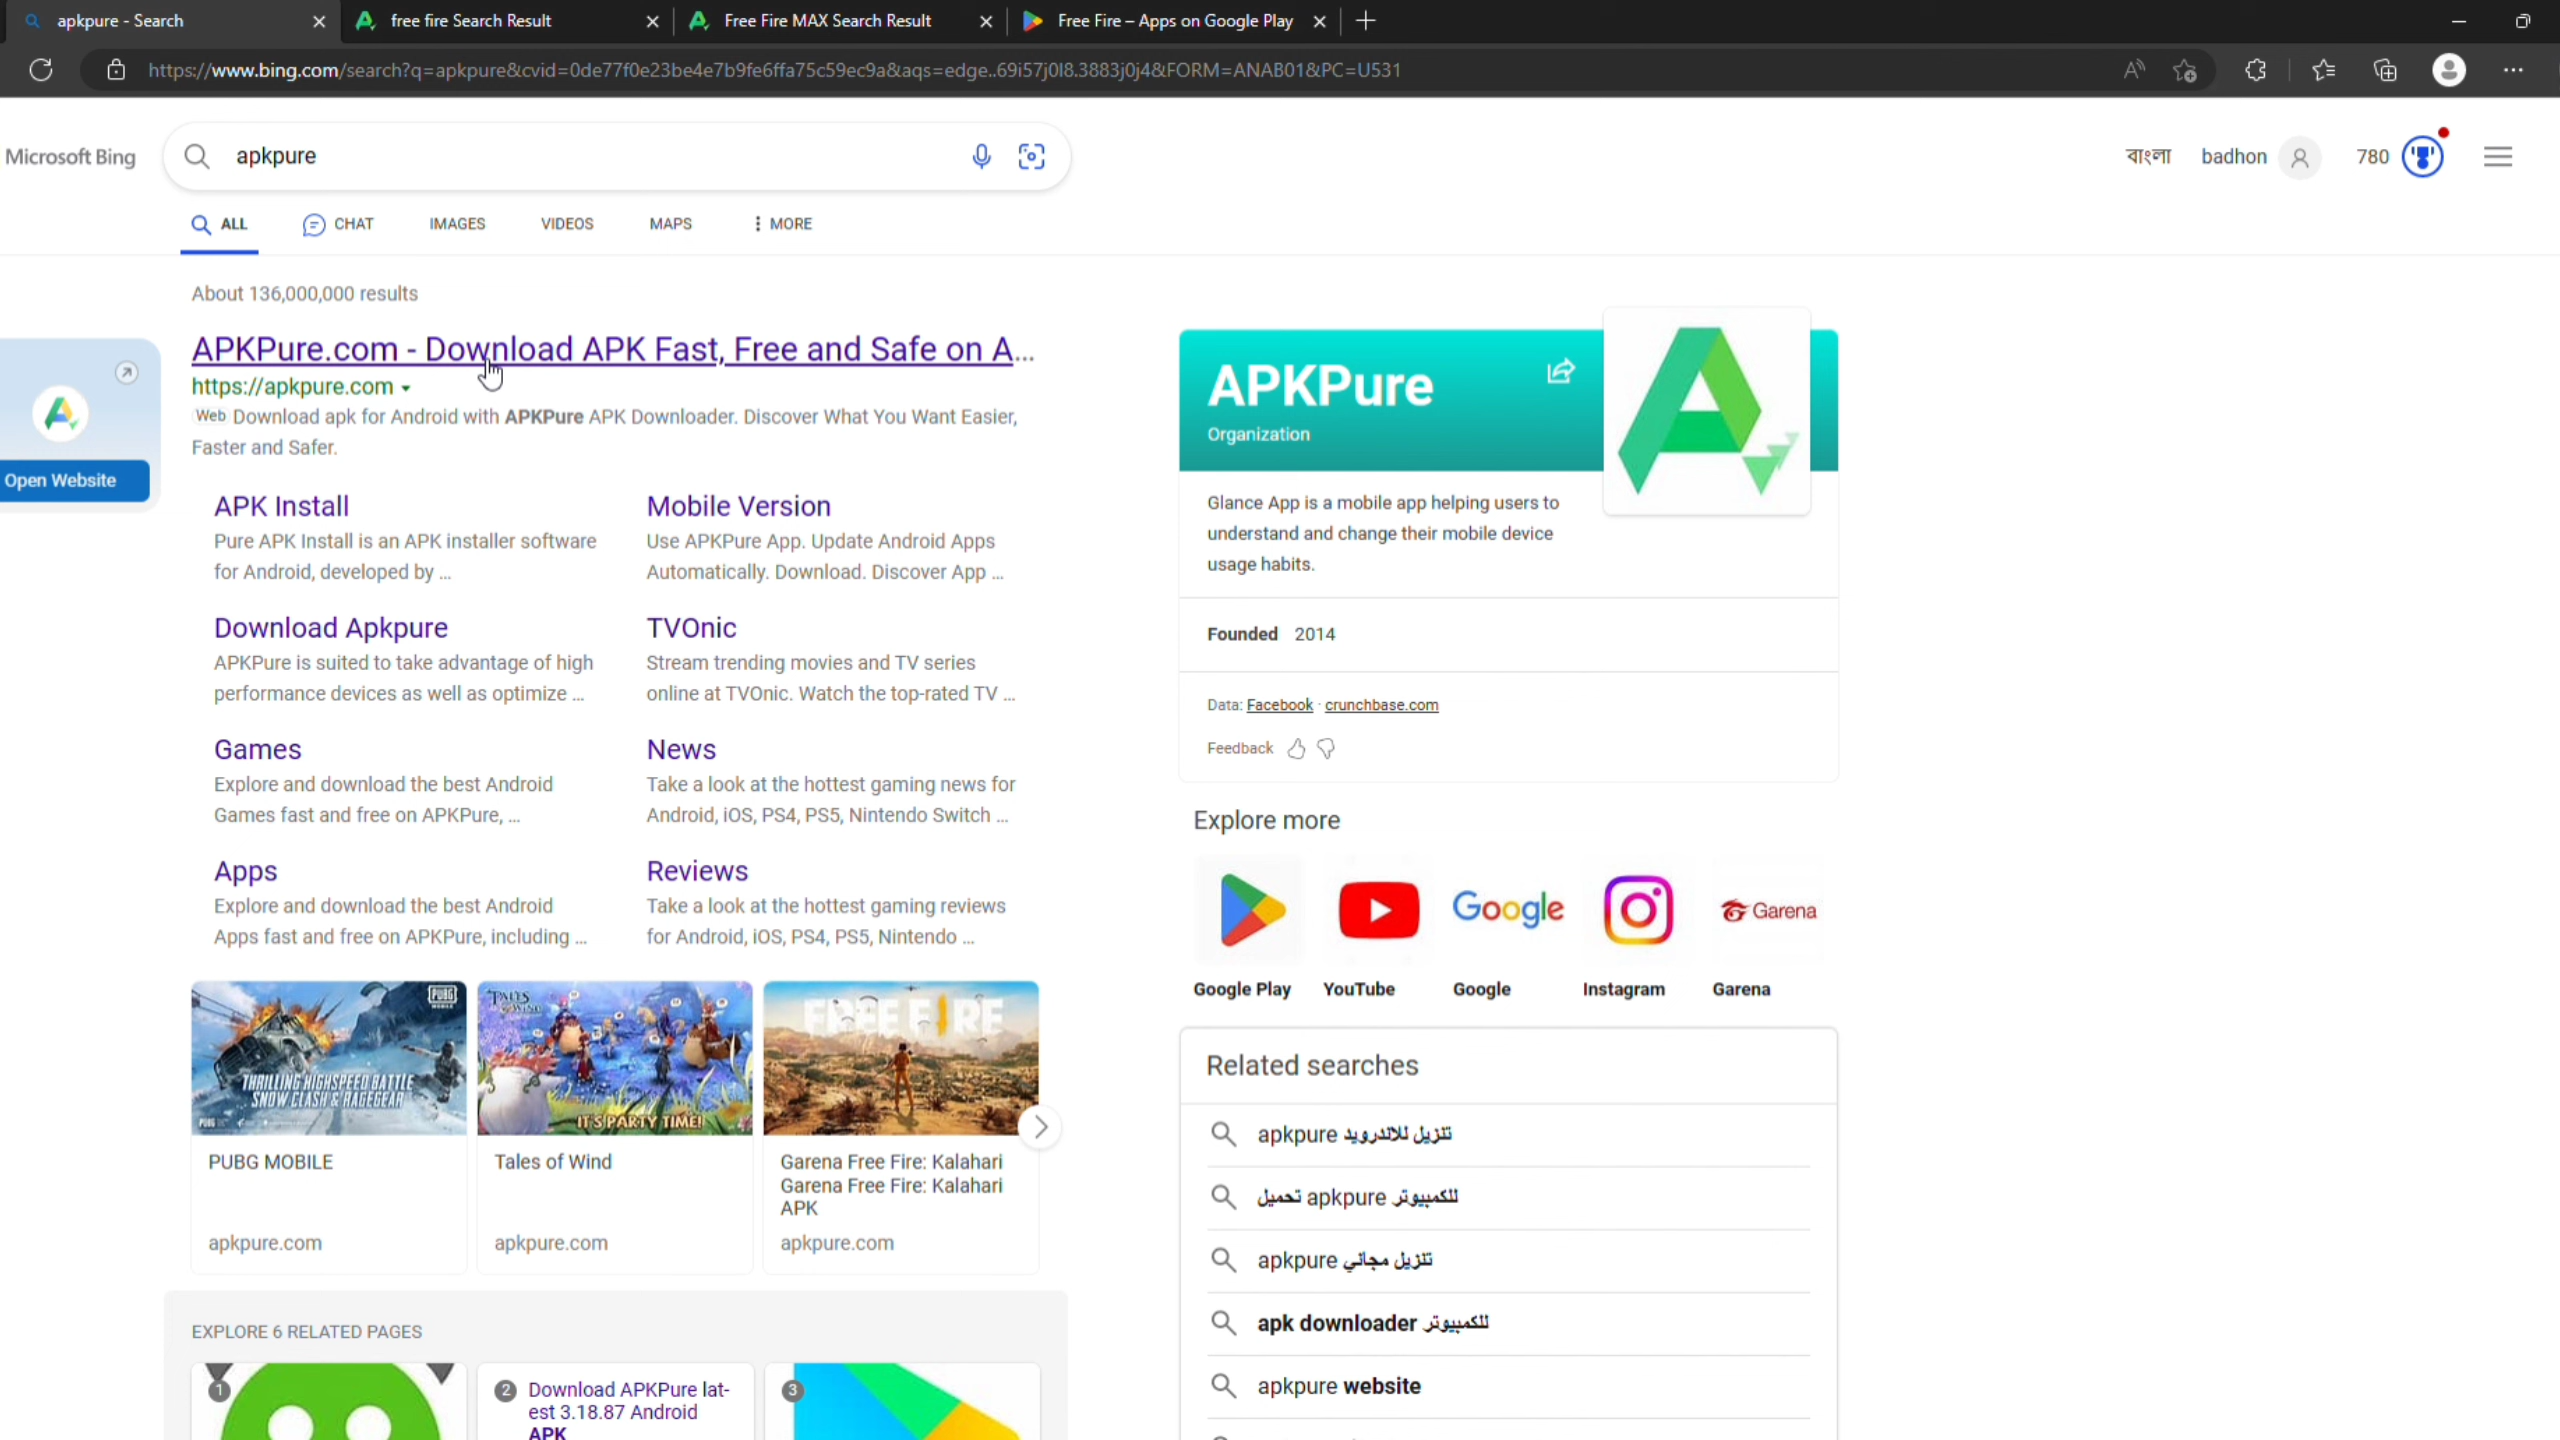 apkpure - Search
free fire Search Result
Free Fire MAX Search Result
Free Fire – Apps on Google Play
https://www.bing.com/search?q=apkpure&cvid=0de77f0e23be4e7b9fe6ffa75c59ec9a&aqs=edge..69i57j0l8.3883j0j4&FORM=ANAB01&PC=U531
Microsoft Bing
apkpure
বাংলা
badhon
780
ALL
CHAT
IMAGES
VIDEOS
MAPS
MORE
About 136,000,000 results
APKPure.com - Download APK Fast, Free and Safe on A...
https://apkpure.com
Web Download apk for Android with APKPure APK Downloader. Discover What You Want Easier,
Faster and Safer.
Open Website
APK Install
Pure APK Install is an APK installer software
for Android, developed by ...
Mobile Version
Use APKPure App. Update Android Apps
Automatically. Download. Discover App ...
Download Apkpure
APKPure is suited to take advantage of high
performance devices as well as optimize ...
TVOnic
Stream trending movies and TV series
online at TVOnic. Watch the top-rated TV ...
Games
Explore and download the best Android
Games fast and free on APKPure, ...
News
Take a look at the hottest gaming news for
Android, iOS, PS4, PS5, Nintendo Switch ...
Apps
Explore and download the best Android
Apps fast and free on APKPure, including ...
Reviews
Take a look at the hottest gaming reviews
for Android, iOS, PS4, PS5, Nintendo ...
PUBG MOBILE
THRILLING HIGHSPEED BATTLE
SNOW CLASH & RAGEGEAR
PUBG MOBILE
apkpure.com
TALES of WIND
IT'S PARTY TIME!
Tales of Wind
apkpure.com
FREE FIRE
Garena Free Fire: Kalahari
Garena Free Fire: Kalahari
APK
apkpure.com
EXPLORE 6 RELATED PAGES
1
2
Download APKPure lat-
est 3.18.87 Android
APK
3
APKPure
Organization
Glance App is a mobile app helping users to
understand and change their mobile device
usage habits.
Founded 2014
Data: Facebook · crunchbase.com
Feedback
Explore more
Google
Garena
Google Play
YouTube
Google
Instagram
Garena
Related searches
apkpure تنزيل للاندرويد
تحميل apkpure للكمبيوتر
apkpure تنزيل مجاني
apk downloader للكمبيوتر
apkpure website